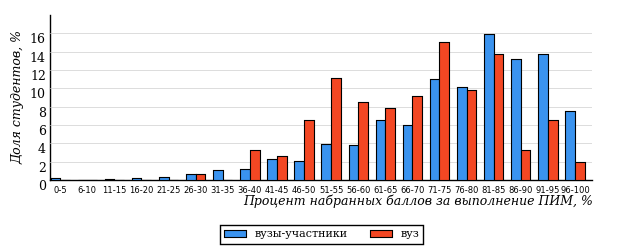 Доля студентов, %
16
14
12
10
8
6
4
2
0
0-5 6-10 11-15 16-20 21-25 26-30 31-35 36-40 41-45 46-50 51-55 56-60 61-65 66-70 71-75 76-80 81-85 86-90 91-95 96-100
Процент набранных баллов за выполнение ПИМ, %
вузы-участники вуз